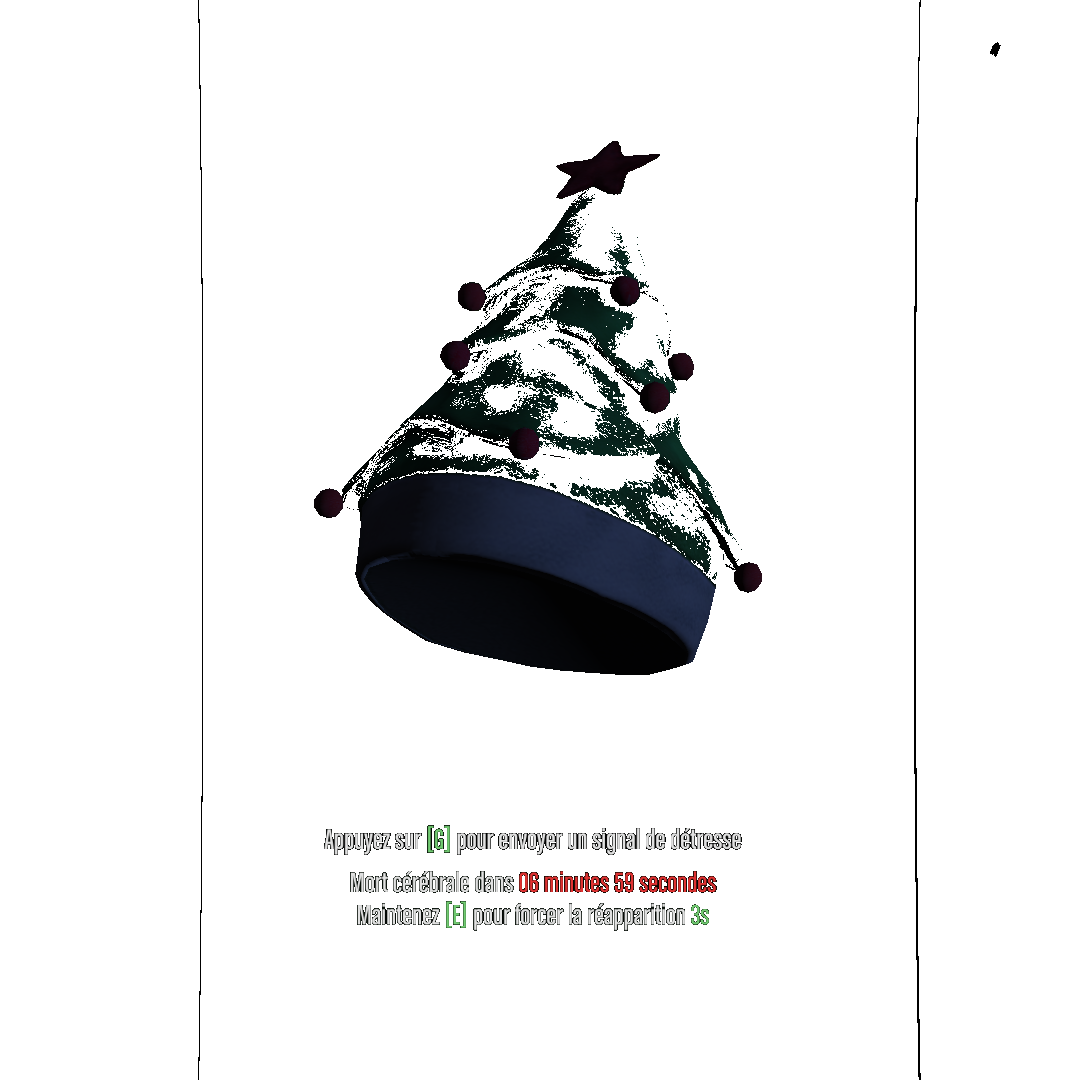 Appuyez sur [G] pour envoyer un signal de détresse
Mort cérébrale dans 06 minutes 59 secondes
Maintenez [E] pour forcer la réapparition 3s